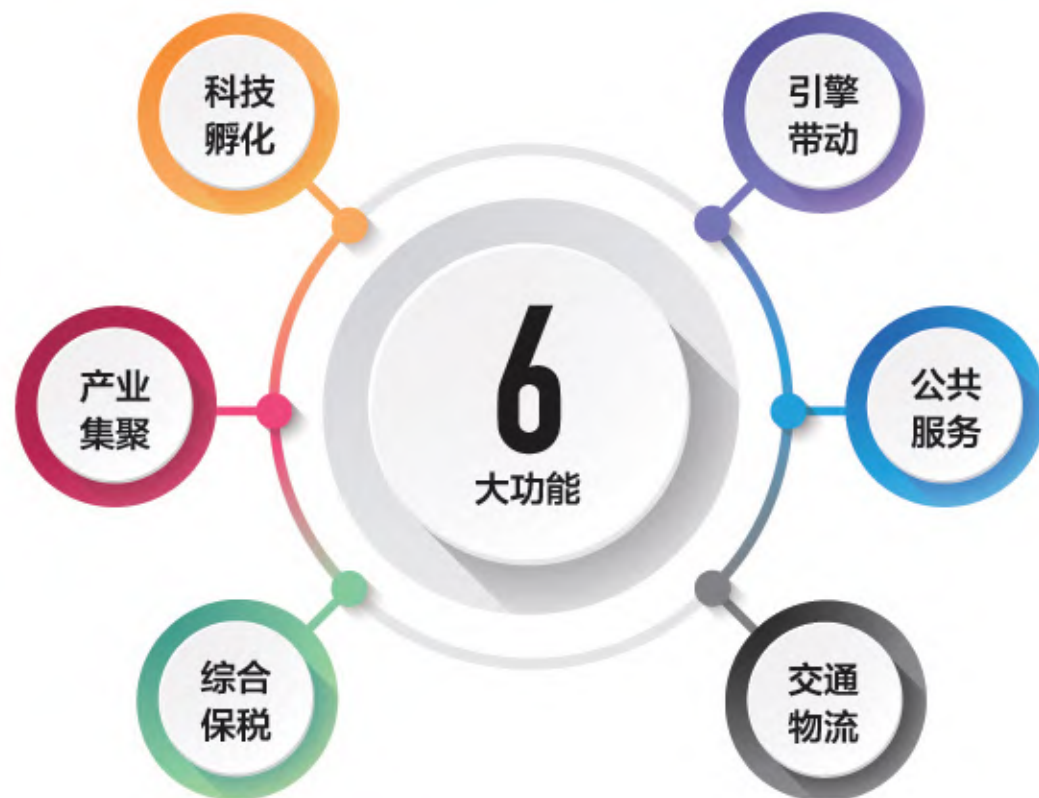 科技
孵化
引擎
带动
产业
集聚
6
大功能
公共
服务
综合
保税
交通
物流